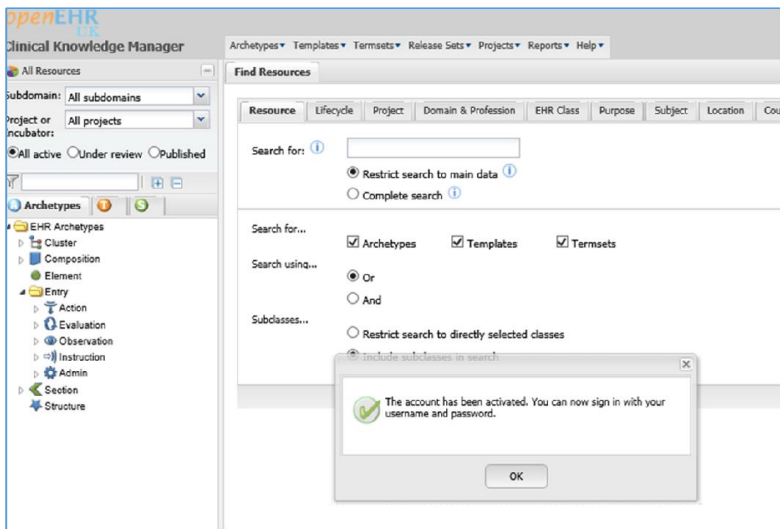 openEHR
UK
Clinical Knowledge Manager
Archetypes Templates Termsets Release Sets Projects Reports Help
All Resources
Find Resources
Subdomain: All subdomains
Project or Incubator: All projects
All active Under review Published
Archetypes T S
EHR Archetypes
Cluster
Composition
Element
Entry
Action
Evaluation
Observation
Instruction
Admin
Section
Structure
Resource Lifecycle Project Domain & Profession EHR Class Purpose Subject Location Cou
Search for:
Restrict search to main data
Complete search
Search for...
Archetypes Templates Termsets
Search using...
Or
And
Subclasses...
Restrict search to directly selected classes
Include subclasses in search
The account has been activated. You can now sign in with your
username and password.
OK